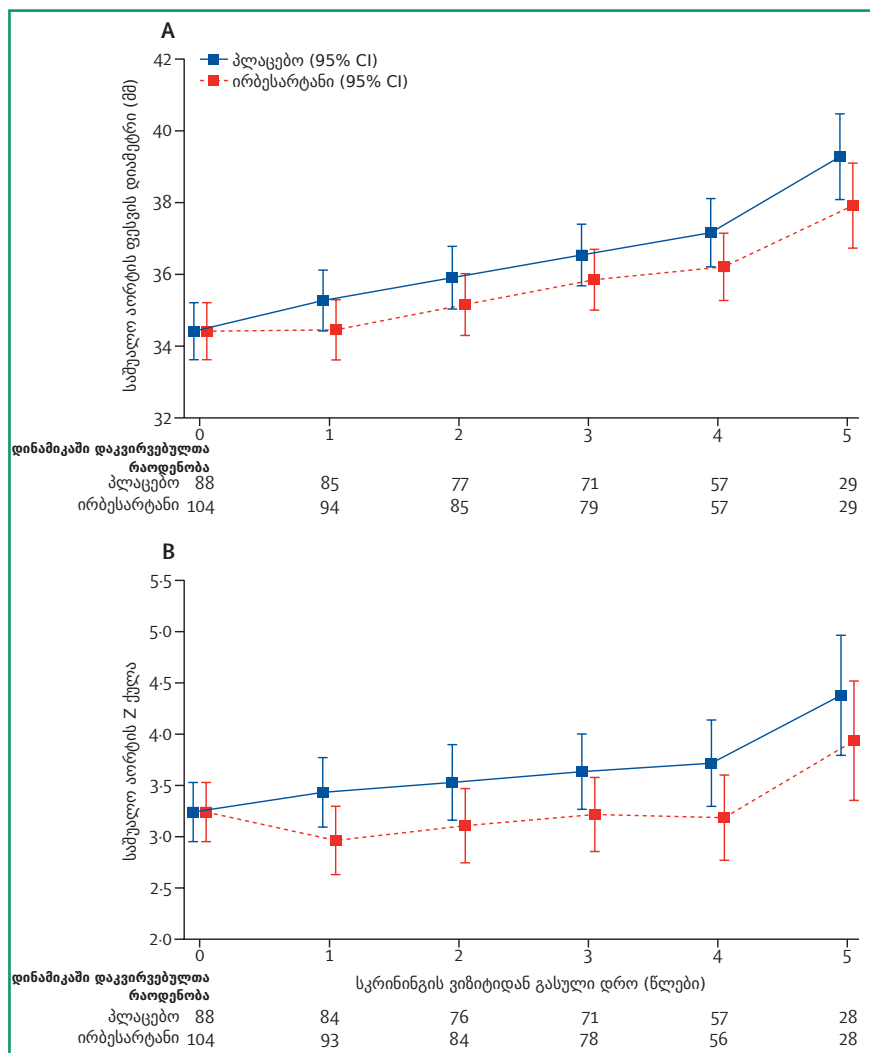 A
პლაცებო (95% CI)
ირბესარტანი (95% CI)
საშუალო აორტის ფესვის დიამეტრი (მმ)
42
40
38
36
34
32
0 1 2 3 4 5
დინამიკაში დაკვირვებულთა
რაოდენობა
პლაცებო 88 85 77 71 57 29
ირბესარტანი 104 94 85 79 57 29
B
საშუალო აორტის Z ქულა
5·5
5·0
4·5
4·0
3·5
3·0
2·5
2·0
0 1 2 3 4 5
დინამიკაში დაკვირვებულთა
რაოდენობა
სკრინინგის ვიზიტიდან გასული დრო (წლები)
პლაცებო 88 84 76 71 57 28
ირბესარტანი 104 93 84 78 56 28